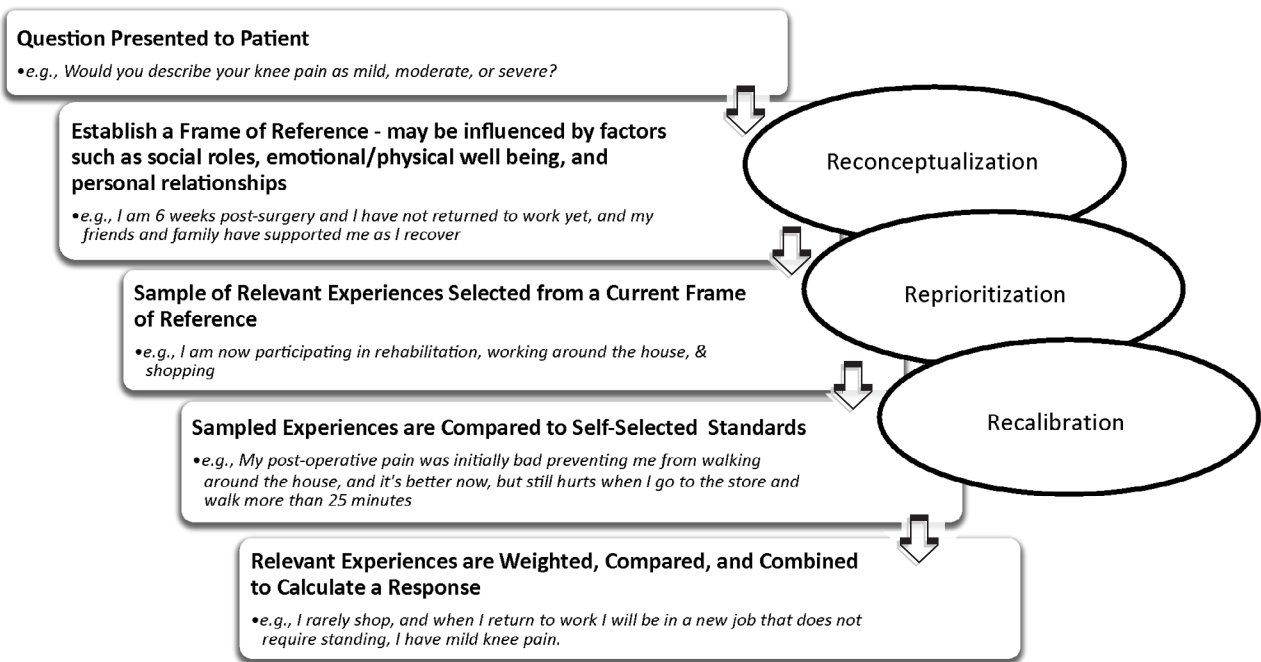 Question Presented to Patient
•e.g., Would you describe your knee pain as mild, moderate, or severe?
Establish a Frame of Reference - may be influenced by factors
such as social roles, emotional/physical well being, and
personal relationships
•e.g., I am 6 weeks post-surgery and I have not returned to work yet, and my
friends and family have supported me as I recover
Reconceptualization
Sample of Relevant Experiences Selected from a Current Frame
of Reference
•e.g., I am now participating in rehabilitation, working around the house, &
shopping
Reprioritization
Sampled Experiences are Compared to Self-Selected Standards
•e.g., My post-operative pain was initially bad preventing me from walking
around the house, and it's better now, but still hurts when I go to the store and
walk more than 25 minutes
Recalibration
Relevant Experiences are Weighted, Compared, and Combined
to Calculate a Response
•e.g., I rarely shop, and when I return to work I will be in a new job that does not
require standing, I have mild knee pain.